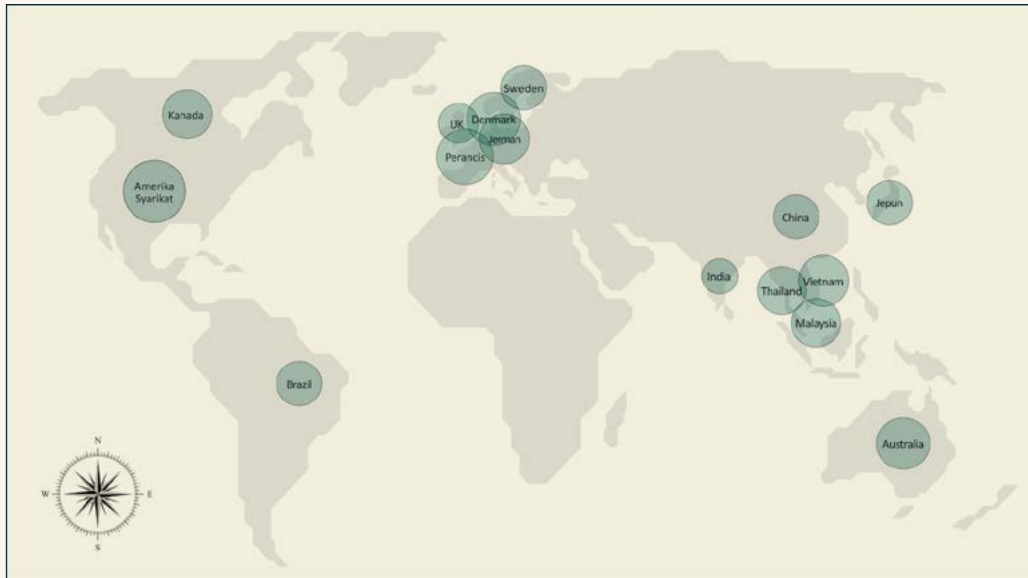 Sweden
Kanada
UK
Denmark
Jerman
Perancis
Amerika
Syarikat
Jepun
China
India
Vietnam
Thailand
Malaysia
Brazil
Australia
N
W
E
S